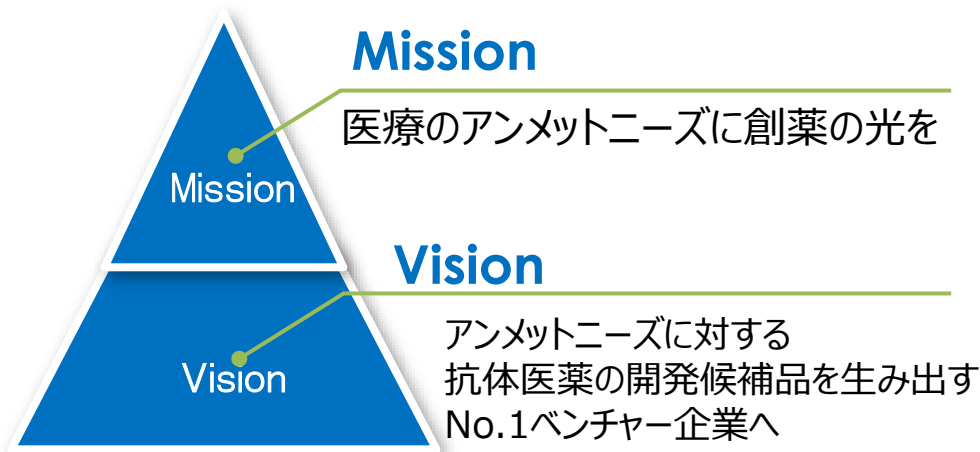 Mission
医療のアンメットニーズに創薬の光を
Mission
Vision
アンメットニーズに対する
抗体医薬の開発候補品を生み出す
No.1ベンチャー企業へ
Vision